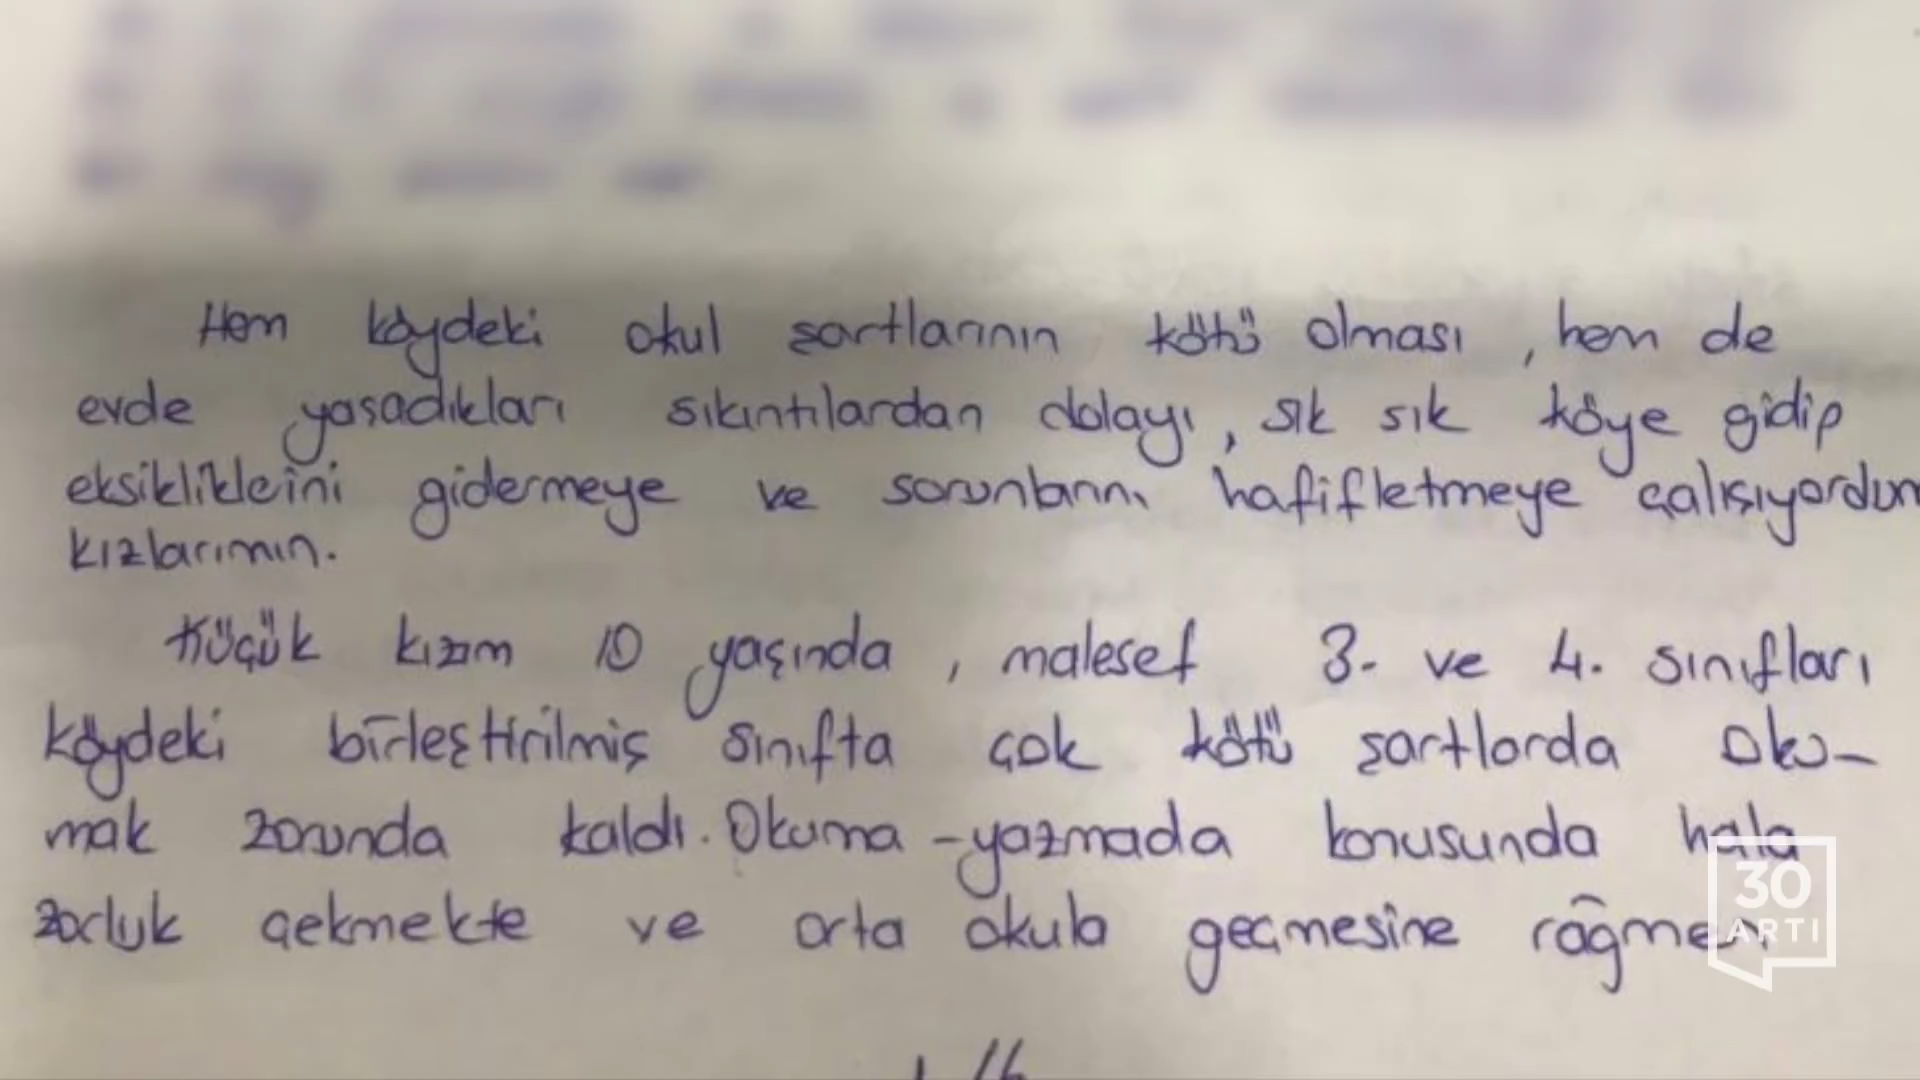 Hem köydeki okul şartlarının kötü olması, hem de
evde yaşadıkları sıkıntılardan dolayı, sık sık köye gidip
eksikliklerini gidermeye ve sorunlarını hafifletmeye çalışıyordum
kızlarımın.
Küçük kızım 10 yaşında, malesef 3. ve 4. sınıfları
köydeki birleştirilmiş sınıfta çok kötü şartlarda oku-
mak zorunda kaldı. Okuma-yazmada konusunda hala
zorluk çekmekte ve orta okula geçmesine rağmen
30
ARTI